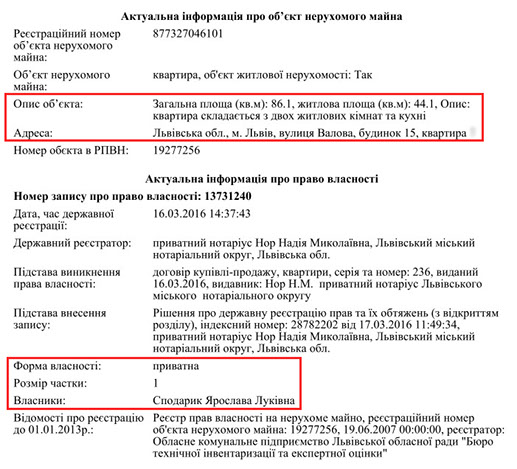 Актуальна інформація про об’єкт нерухомого майна
Реєстраційний номер об’єкта нерухомого майна: 877327046101
Об’єкт нерухомого майна: квартира, об'єкт житлової нерухомості: Так
Опис об’єкта: Загальна площа (кв.м): 86.1, житлова площа (кв.м): 44.1, Опис: квартира складається з двох житлових кімнат та кухні
Адреса: Львівська обл., м. Львів, вулиця Валова, будинок 15, квартира
Номер обєкта в РПВН: 19277256
Актуальна інформація про право власності
Номер запису про право власності: 13731240
Дата, час державної реєстрації: 16.03.2016 14:37:43
Державний реєстратор: приватний нотаріус Нор Надія Миколаївна, Львівський міський нотаріальний округ, Львівська обл.
Підстава виникнення права власності: договір купівлі-продажу, квартири, серія та номер: 236, виданий 16.03.2016, видавник: Нор Н.М. приватний нотаріус Львівського міського нотаріального округу
Підстава внесення запису: Рішення про державну реєстрацію прав та їх обтяжень (з відкриттям розділу), індексний номер: 28782202 від 17.03.2016 11:49:34, приватний нотаріус Нор Надія Миколаївна, Львівський міський нотаріальний округ, Львівська обл.
Форма власності: приватна
Розмір частки: 1
Власники: Сподарик Ярослава Луківна
Відомості про реєстрацію до 01.01.2013р.: Реєстр прав власності на нерухоме майно, реєстраційний номер об'єкта нерухомого майна: 19277256, 19.06.2007 00:00:00, реєстратор: Обласне комунальне підприємство Львівської обласної ради "Бюро технічної інвентаризації та експертної оцінки"